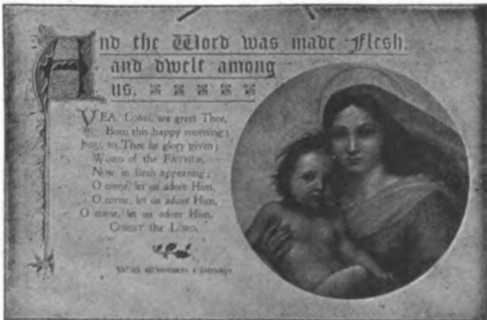 And the Word was made Flesh,
and dwelt among
us.
YEA, LORD, we greet Thee,
Born this happy morning;
JESU, to Thee be glory given;
WORD of the FATHER,
Now in flesh appearing;
O come, let us adore Him,
O come, let us adore Him,
O come, let us adore Him,
CHRIST the LORD.